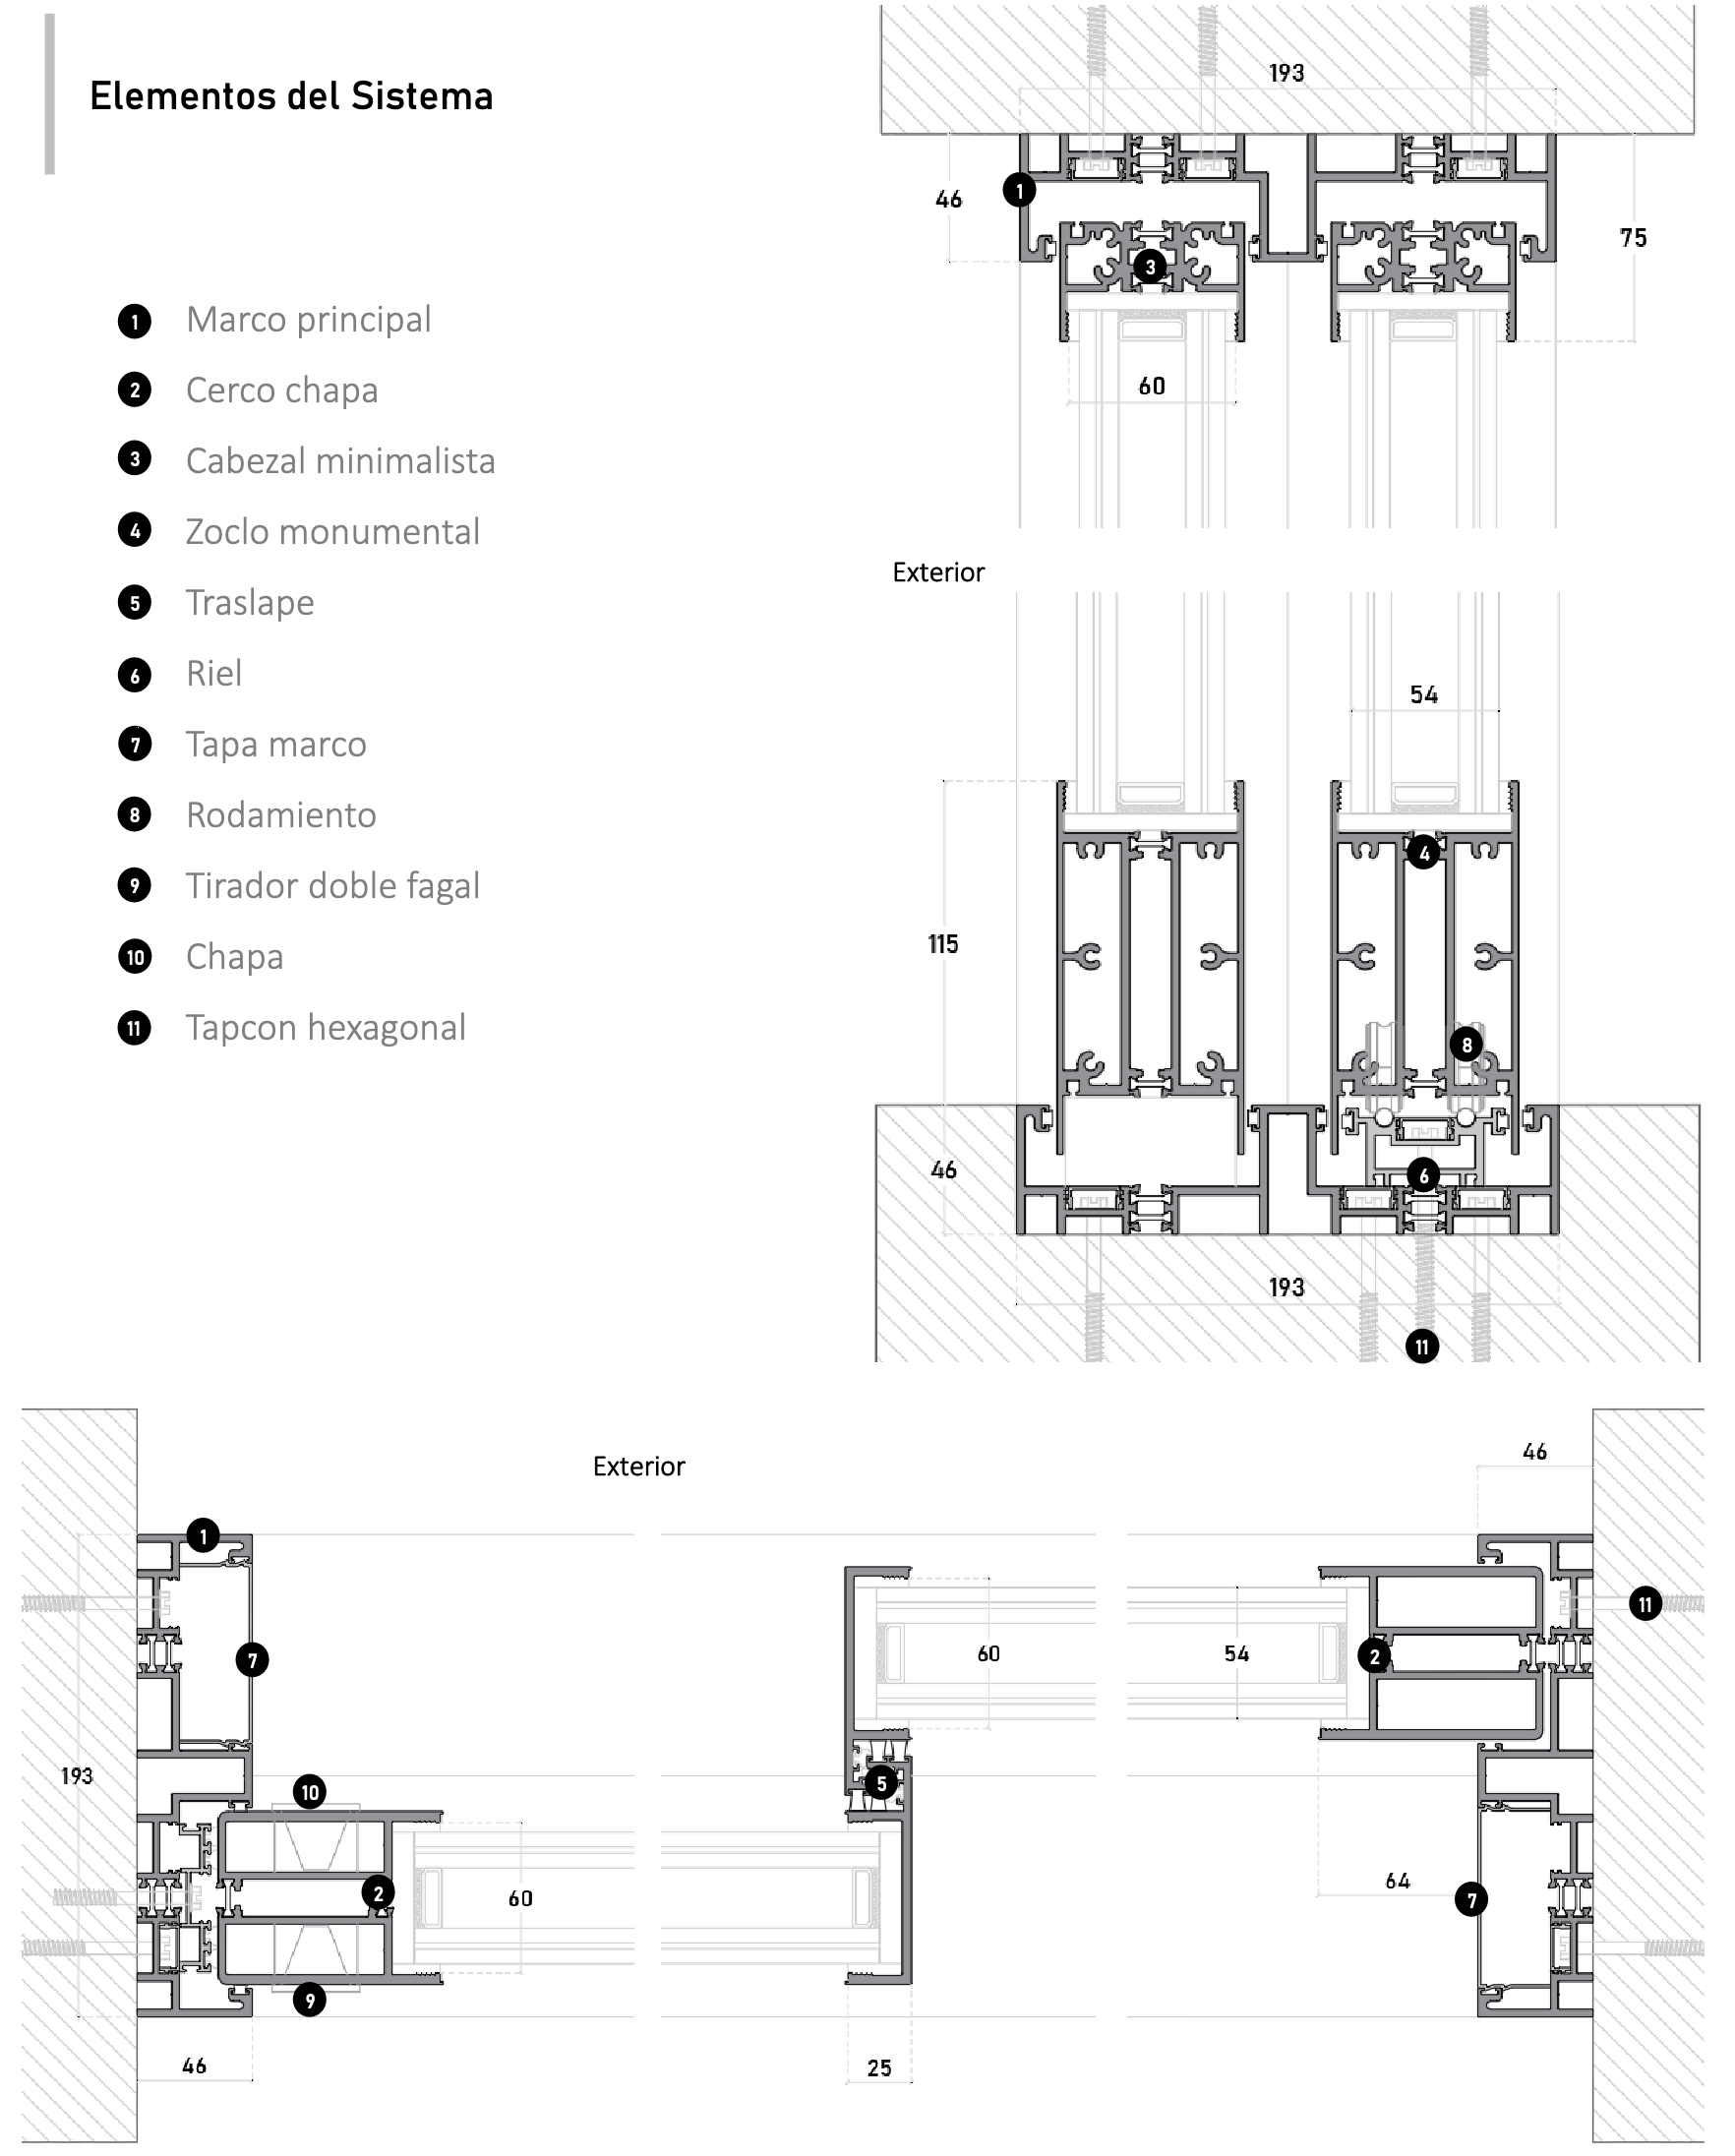 Elementos del Sistema
1 Marco principal
2 Cerco chapa
3 Cabezal minimalista
4 Zoclo monumental
5 Traslape
6 Riel
7 Tapa marco
8 Rodamiento
9 Tirador doble fagal
10 Chapa
11 Tapcon hexagonal
193
1
46
75
3
60
Exterior
54
4
115
8
46
6
193
11
Exterior
46
1
11
7
60
54
2
193
10
5
2
60
64
7
9
46
25